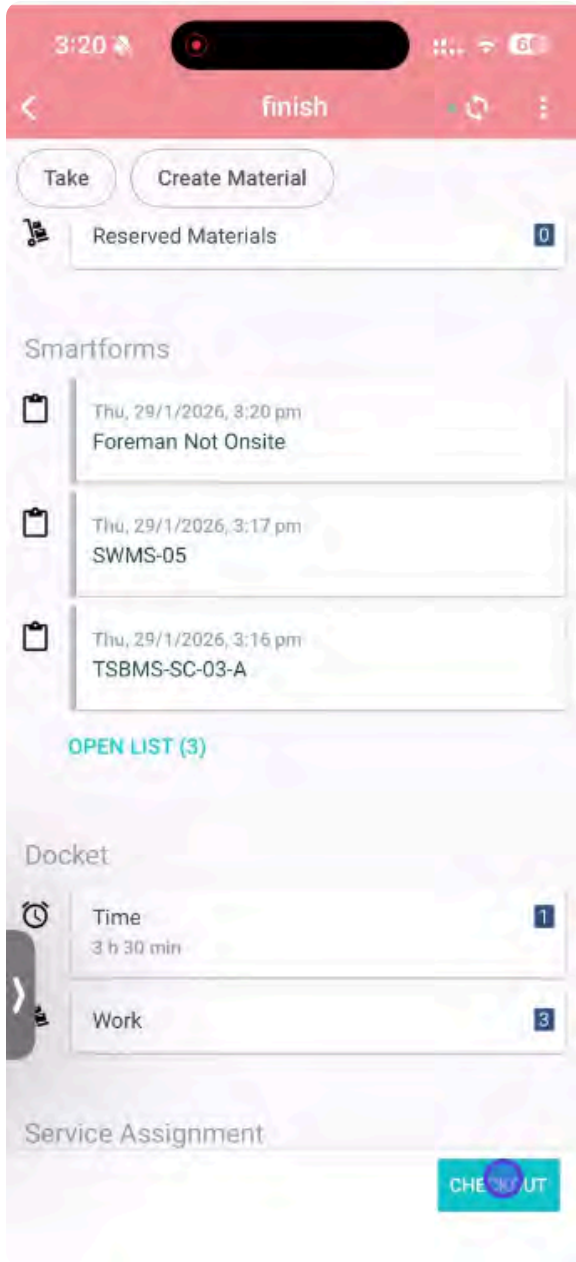 3:20
finish
Take
Create Material
Reserved Materials
0
Smartforms
Thu, 29/1/2026, 3:20 pm
Foreman Not Onsite
Thu, 29/1/2026, 3:17 pm
SWMS-05
Thu, 29/1/2026, 3:16 pm
TSBMS-SC-03-A
OPEN LIST (3)
Docket
Time
1
3 h 30 min
Work
3
Service Assignment
CHECKOUT